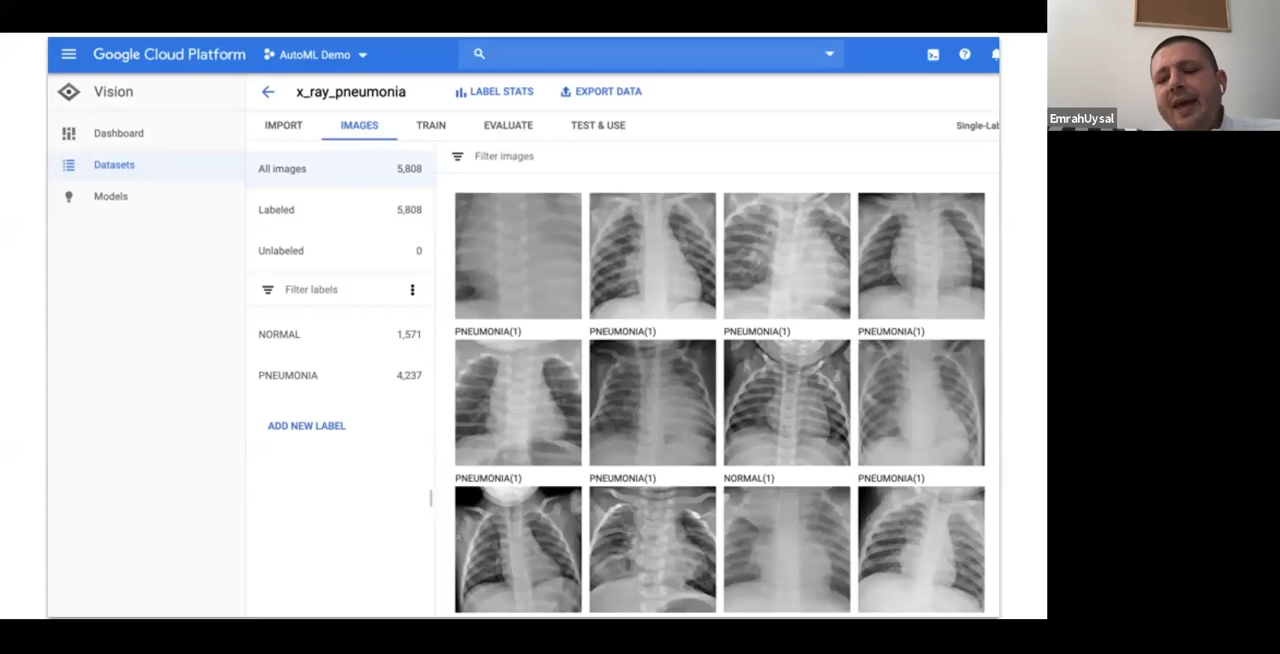 Google Cloud Platform
AutoML Demo
EmrahUysal
Vision
x_ray_pneumonia
LABEL STATS
EXPORT DATA
Dashboard
Datasets
Models
IMPORT
IMAGES
TRAIN
EVALUATE
TEST & USE
Single-Lab
All images 5,808
Labeled 5,808
Unlabeled 0
Filter labels
NORMAL 1,571
PNEUMONIA 4,237
ADD NEW LABEL
Filter images
PNEUMONIA(1) PNEUMONIA(1) PNEUMONIA(1) PNEUMONIA(1)
PNEUMONIA(1) PNEUMONIA(1) NORMAL(1) PNEUMONIA(1)
R